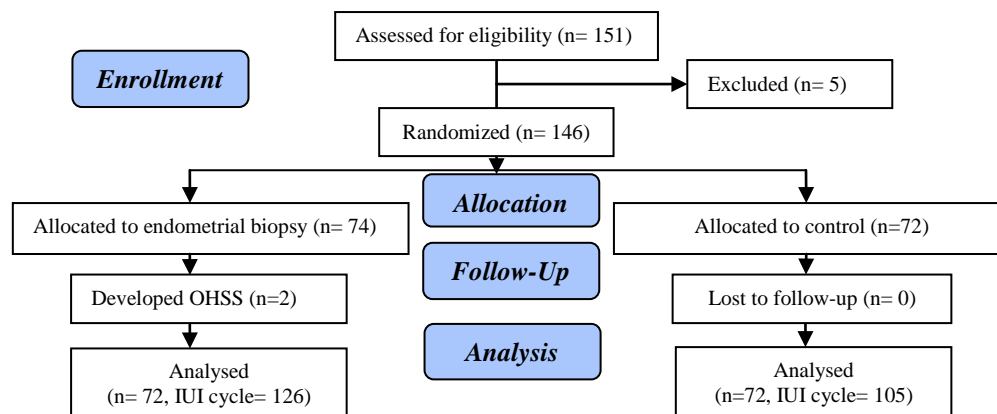 Assessed for eligibility (n= 151)
Enrollment
Excluded (n= 5)
Randomized (n= 146)
Allocation
Allocated to endometrial biopsy (n= 74)
Allocated to control (n=72)
Follow-Up
Developed OHSS (n=2)
Lost to follow-up (n= 0)
Analysis
Analysed
(n= 72, IUI cycle= 126)
Analysed
(n=72, IUI cycle= 105)